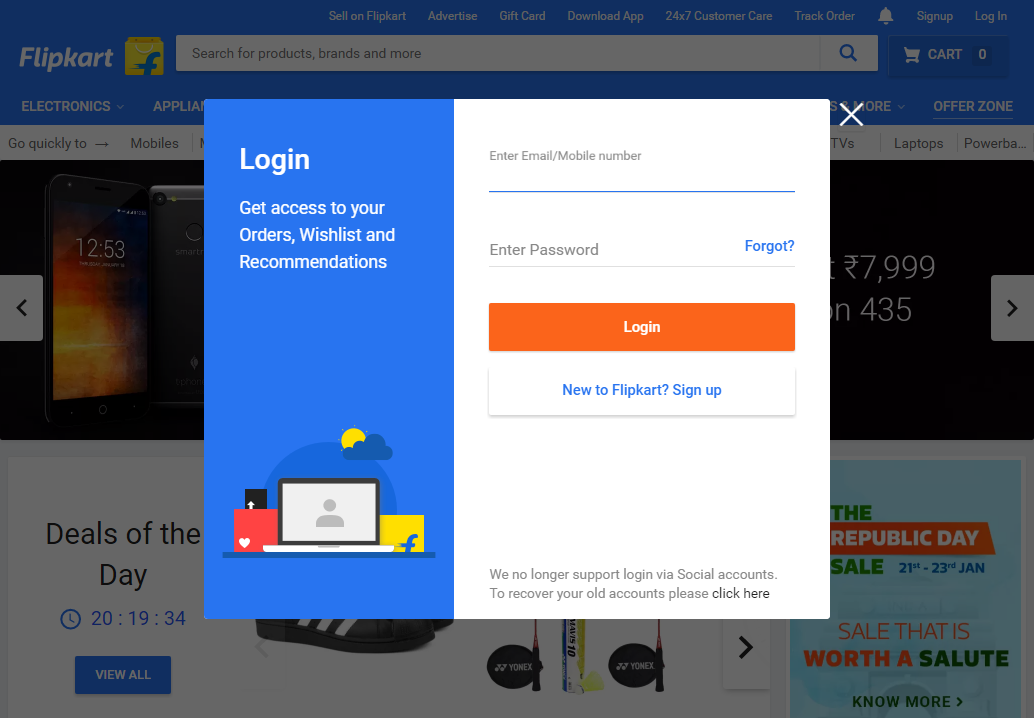 Sell on Flipkart Advertise Gift Card Download App 24x7 Customer Care Track Order Signup Log In
Flipkart
Search for products, brands and more
CART 0
ELECTRONICS
& MORE OFFER ZONE
Go quickly to → Mobiles
TVs Laptops Powerba...
12:53
₹7,999
on 435
Login
Get access to your
Orders, Wishlist and
Recommendations
Enter Email/Mobile number
Enter Password Forgot?
Login
New to Flipkart? Sign up
We no longer support login via Social accounts.
To recover your old accounts please click here
Deals of the
Day
20 : 19 : 34
VIEW ALL
YONEX
YONEX
THE
REPUBLIC DAY
SALE 21st - 23rd JAN
SALE THAT IS
WORTH A SALUTE
KNOW MORE >